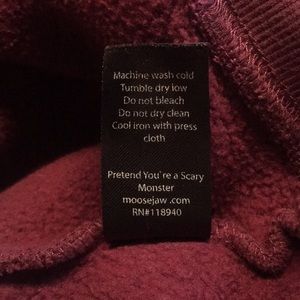 Machine wash cold
Tumble dry low
Do not bleach
Do not dry clean
Cool iron with press
cloth
Pretend You're a Scary
Monster
moosejaw .com
RN#118940